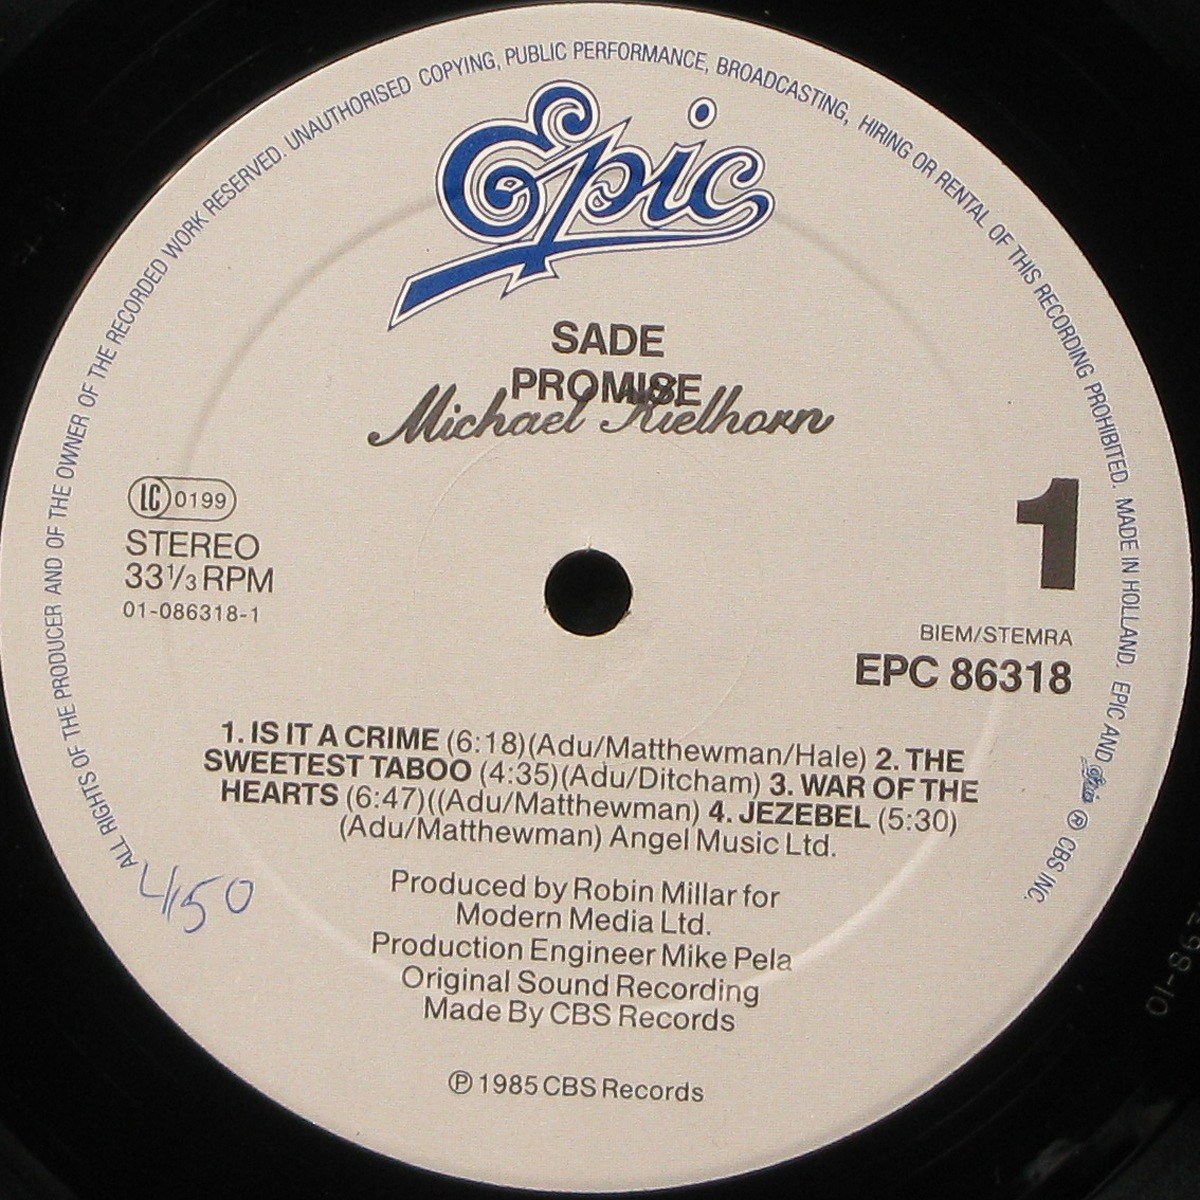 ALL RIGHTS OF THE PRODUCER AND OF THE OWNER OF THE RECORDED WORK RESERVED. UNAUTHORISED COPYING, PUBLIC PERFORMANCE, BROADCASTING, HIRING OR RENTAL OF THIS RECORDING PROHIBITED. MADE IN HOLLAND. EPIC AND Epic ® CBS INC.
Epic
SADE
PROMISE
Michael Kielhorn
LC 0199
STEREO
33 1/3 RPM
01-086318-1
1
BIEM/STEMRA
EPC 86318
1. IS IT A CRIME (6:18)(Adu/Matthewman/Hale) 2. THE
SWEETEST TABOO (4:35)(Adu/Ditcham) 3. WAR OF THE
HEARTS (6:47)((Adu/Matthewman) 4. JEZEBEL (5:30)
(Adu/Matthewman) Angel Music Ltd.
450
Produced by Robin Millar for
Modern Media Ltd.
Production Engineer Mike Pela
Original Sound Recording
Made By CBS Records
℗ 1985 CBS Records